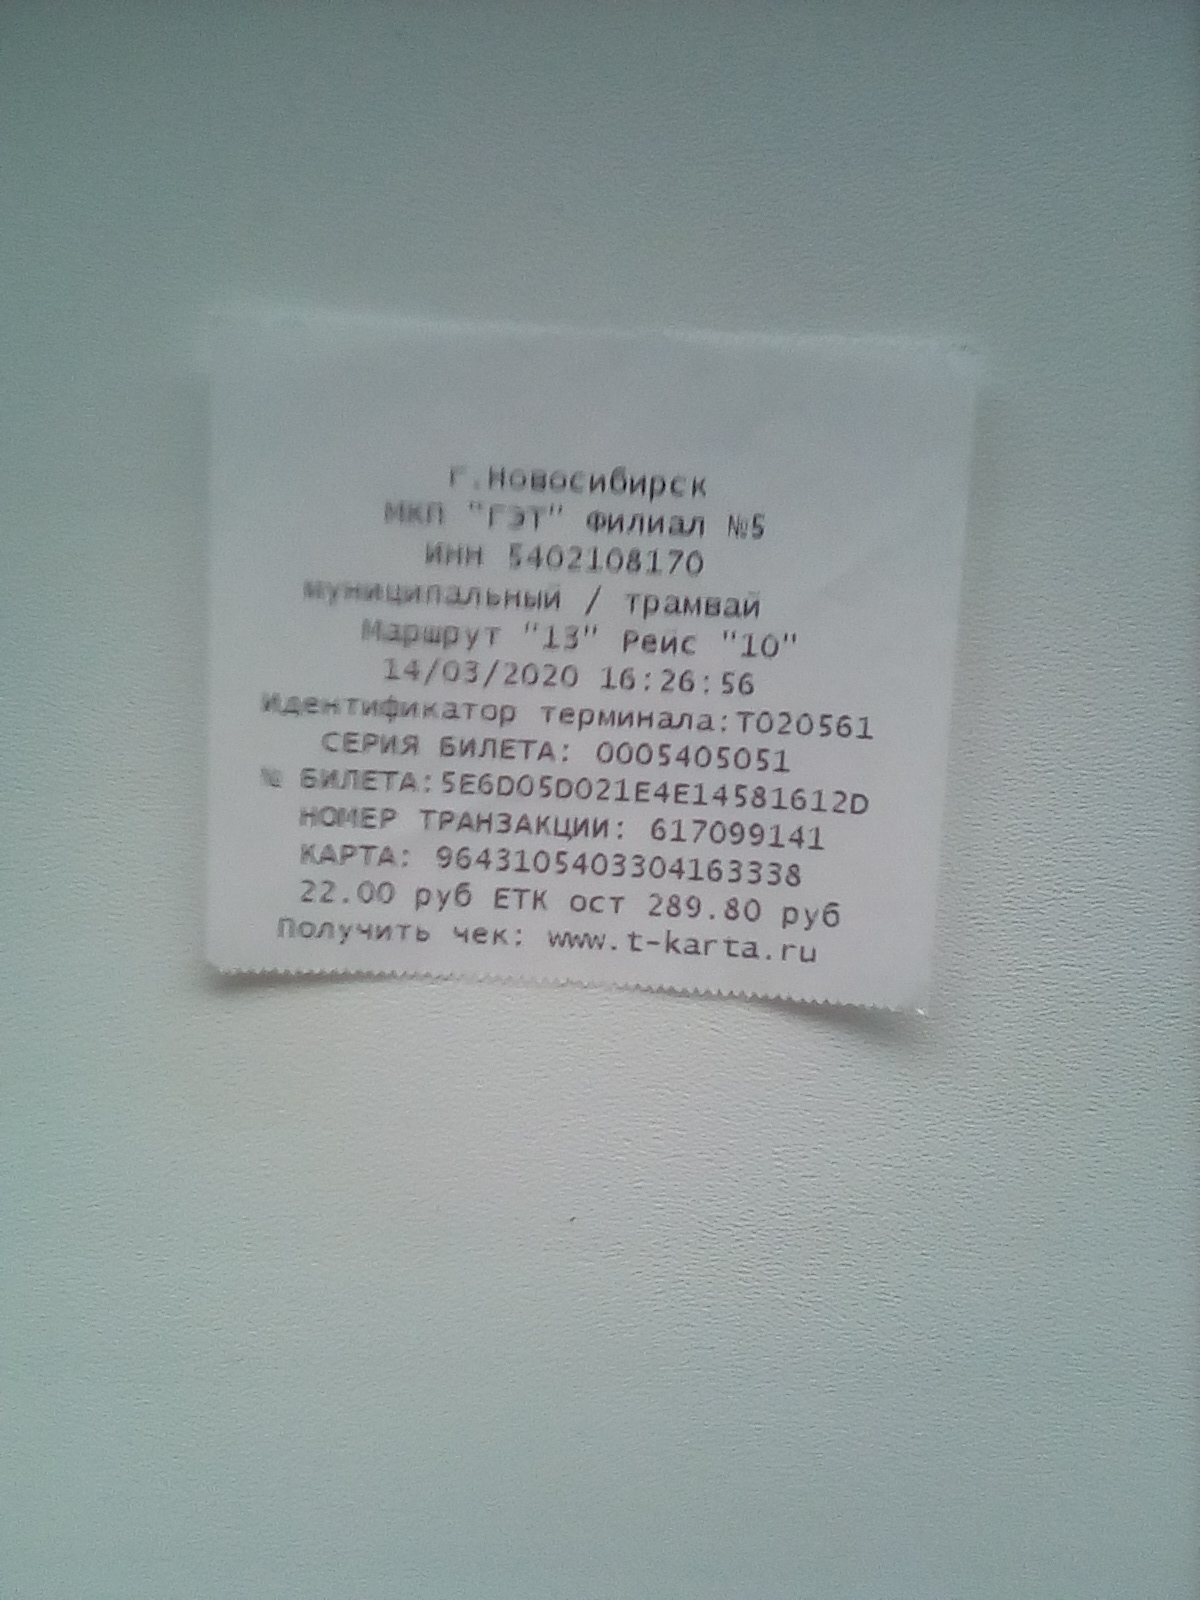 г.Новосибирск
МКП "ГЭТ" Филиал №5
ИНН 5402108170
муниципальный / трамвай
Маршрут "13" Рейс "10"
14/03/2020 16:26:56
Идентификатор терминала:T020561
СЕРИЯ БИЛЕТА: 0005405051
№ БИЛЕТА:5E6D05D021E4E14581612D
НОМЕР ТРАНЗАКЦИИ: 617099141
КАРТА: 9643105403304163338
22.00 руб ЕТК ост 289.80 руб
Получить чек: www.t-karta.ru